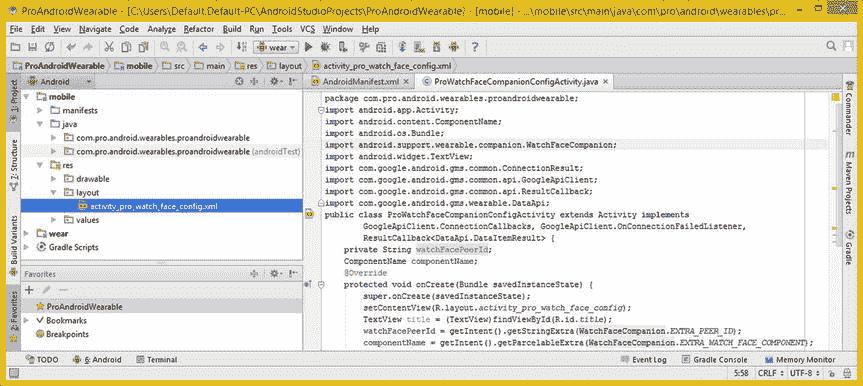 ProAndroidWearable - [C:\Users\Default.Default-PC\AndroidStudioProjects\ProAndroidWearable] - [mobile] - ...\mobile\src\main\java\com\pro\android\wearables\pr...
File Edit View Navigate Code Analyze Refactor Build Run Tools VCS Window Help
wear
ProAndroidWearable mobile src main res layout activity_pro_watch_face_config.xml
Android
AndroidManifest.xml ProWatchFaceCompanionConfigActivity.java
1: Project
7: Structure
Build Variants
2: Favorites
mobile
manifests
java
com.pro.android.wearables.proandroidwearable
com.pro.android.wearables.proandroidwearable (androidTest)
res
drawable
layout
activity_pro_watch_face_config.xml
values
wear
Gradle Scripts
Favorites
ProAndroidWearable
Bookmarks
Breakpoints
package com.pro.android.wearables.proandroidwearable;
import android.app.Activity;
import android.content.ComponentName;
import android.os.Bundle;
import android.support.wearable.companion.WatchFaceCompanion;
import android.widget.TextView;
import com.google.android.gms.common.ConnectionResult;
import com.google.android.gms.common.api.GoogleApiClient;
import com.google.android.gms.common.api.ResultCallback;
import com.google.android.gms.wearable.DataApi;
public class ProWatchFaceCompanionConfigActivity extends Activity implements
GoogleApiClient.ConnectionCallbacks, GoogleApiClient.OnConnectionFailedListener,
ResultCallback<DataApi.DataItemResult> {
private String watchFacePeerId;
ComponentName componentName;
@Override
protected void onCreate(Bundle savedInstanceState) {
super.onCreate(savedInstanceState);
setContentView(R.layout.activity_pro_watch_face_config);
TextView title = (TextView)findViewById(R.id.title);
watchFacePeerId = getIntent().getStringExtra(WatchFaceCompanion.EXTRA_PEER_ID);
componentName = getIntent().getParcelableExtra(WatchFaceCompanion.EXTRA_WATCH_FACE_COMPONENT);
Commander
Maven Projects
Gradle
TODO 6: Android Terminal Event Log Gradle Console Memory Monitor
5:58 CRLF UTF-8